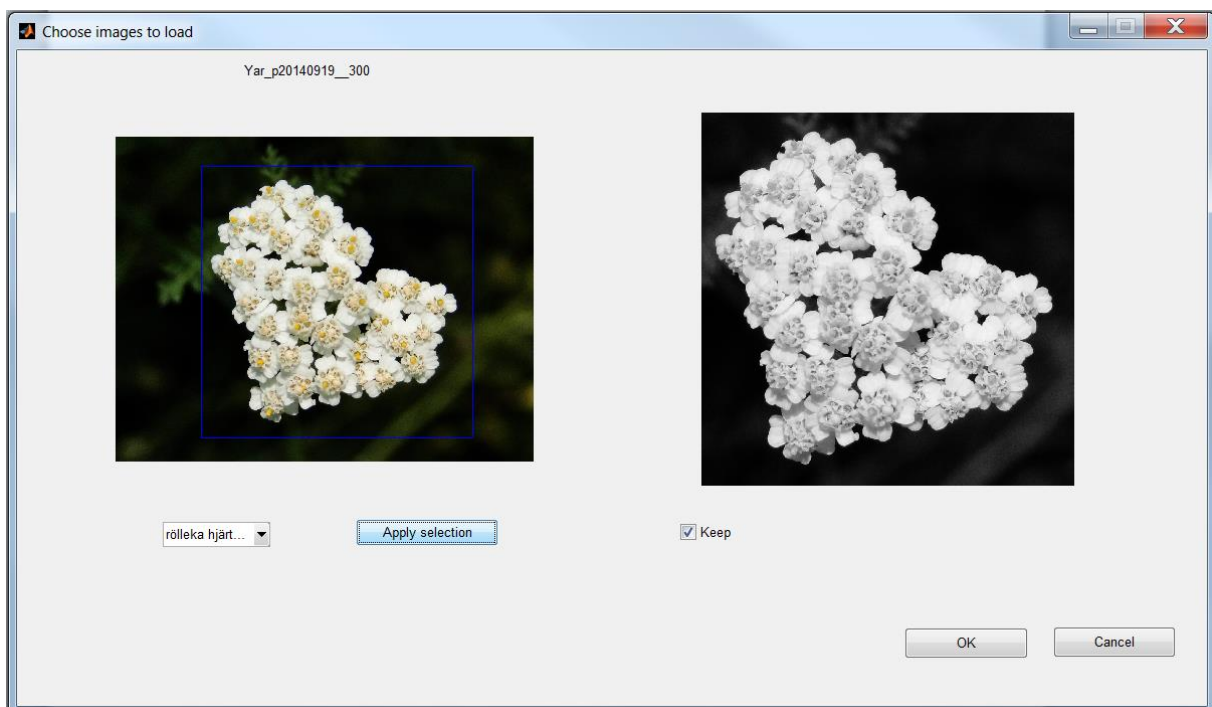 Choose images to load
Yar_p20140919__300
rölleka hjärt...
Apply selection
Keep
OK
Cancel